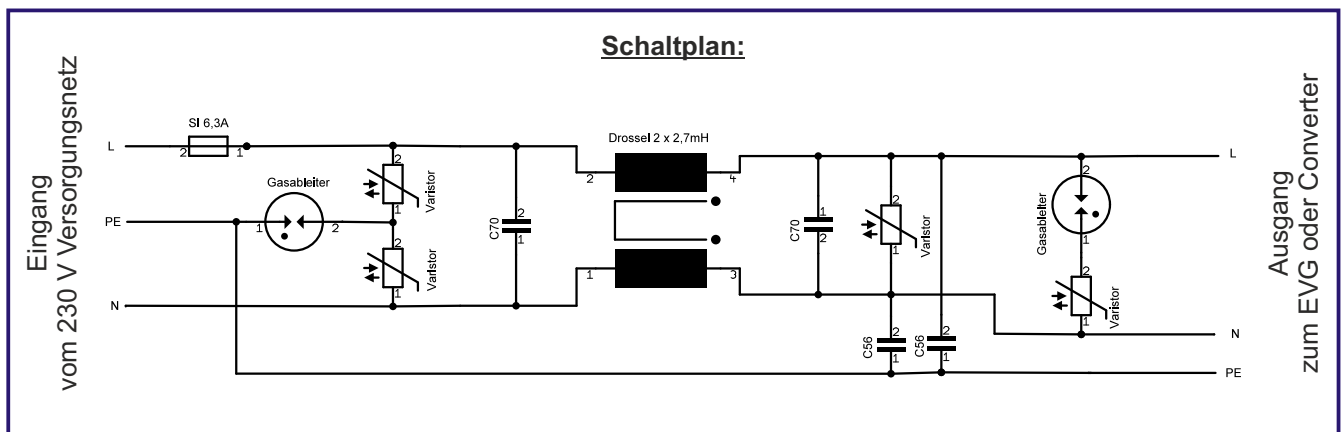 Schaltplan:
Eingang
vom 230 V Versorgungsnetz
L
PE
N
SI 6,3A
2
1
Gasableiter
1
2
2
1
Varistor
2
1
Varistor
C70
2
1
Drossel 2 x 2,7mH
2
4
1
3
C70
1
2
2
1
Varistor
C56
2
1
C56
2
1
Gasableiter
2
1
2
1
Varistor
L
N
PE
Ausgang
zum EVG oder Converter